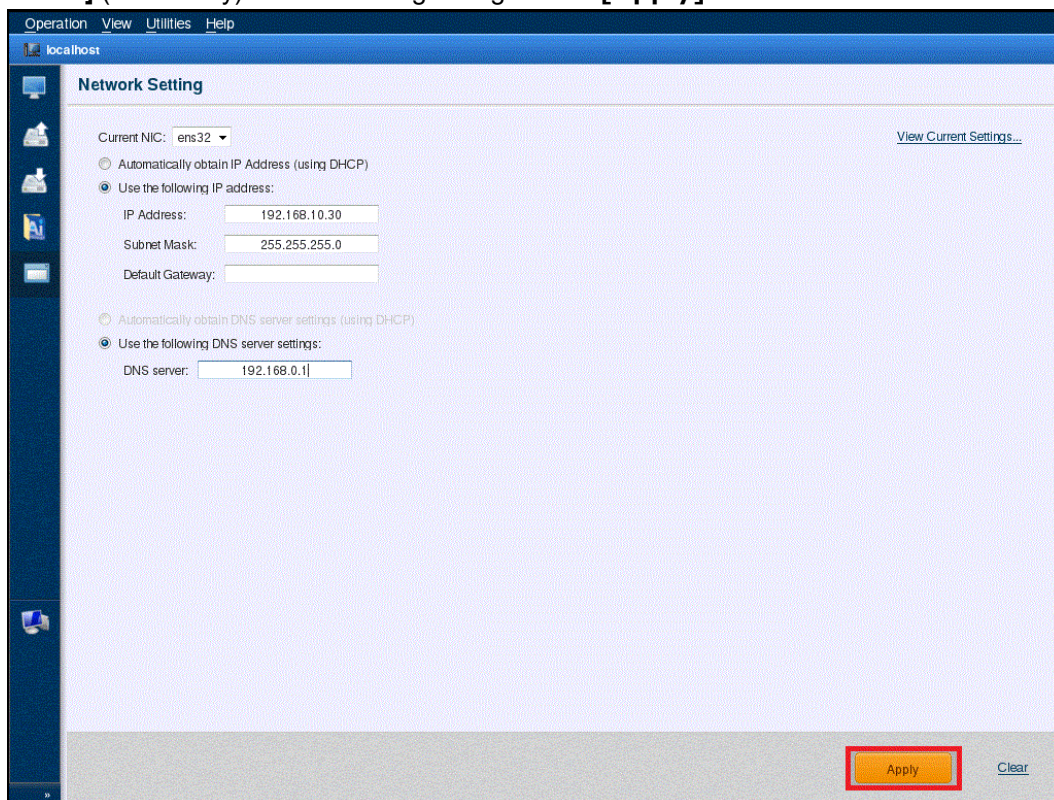 Operation View Utilities Help
localhost
Network Setting
Current NIC: ens32
View Current Settings...
Automatically obtain IP Address (using DHCP)
Use the following IP address:
IP Address: 192.168.10.30
Subnet Mask: 255.255.255.0
Default Gateway:
Automatically obtain DNS server settings (using DHCP)
Use the following DNS server settings:
DNS server: 192.168.0.1
Apply
Clear
»